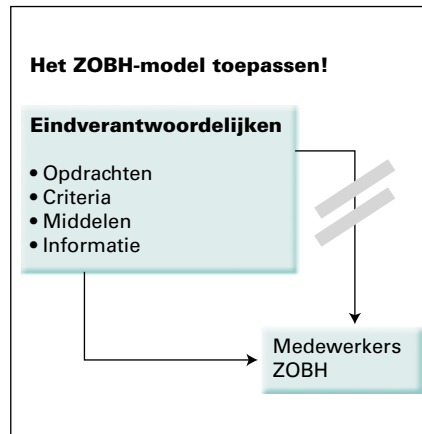 Het ZOBH-model toepassen!
Eindverantwoordelijken
• Opdrachten
• Criteria
• Middelen
• Informatie
Medewerkers
ZOBH